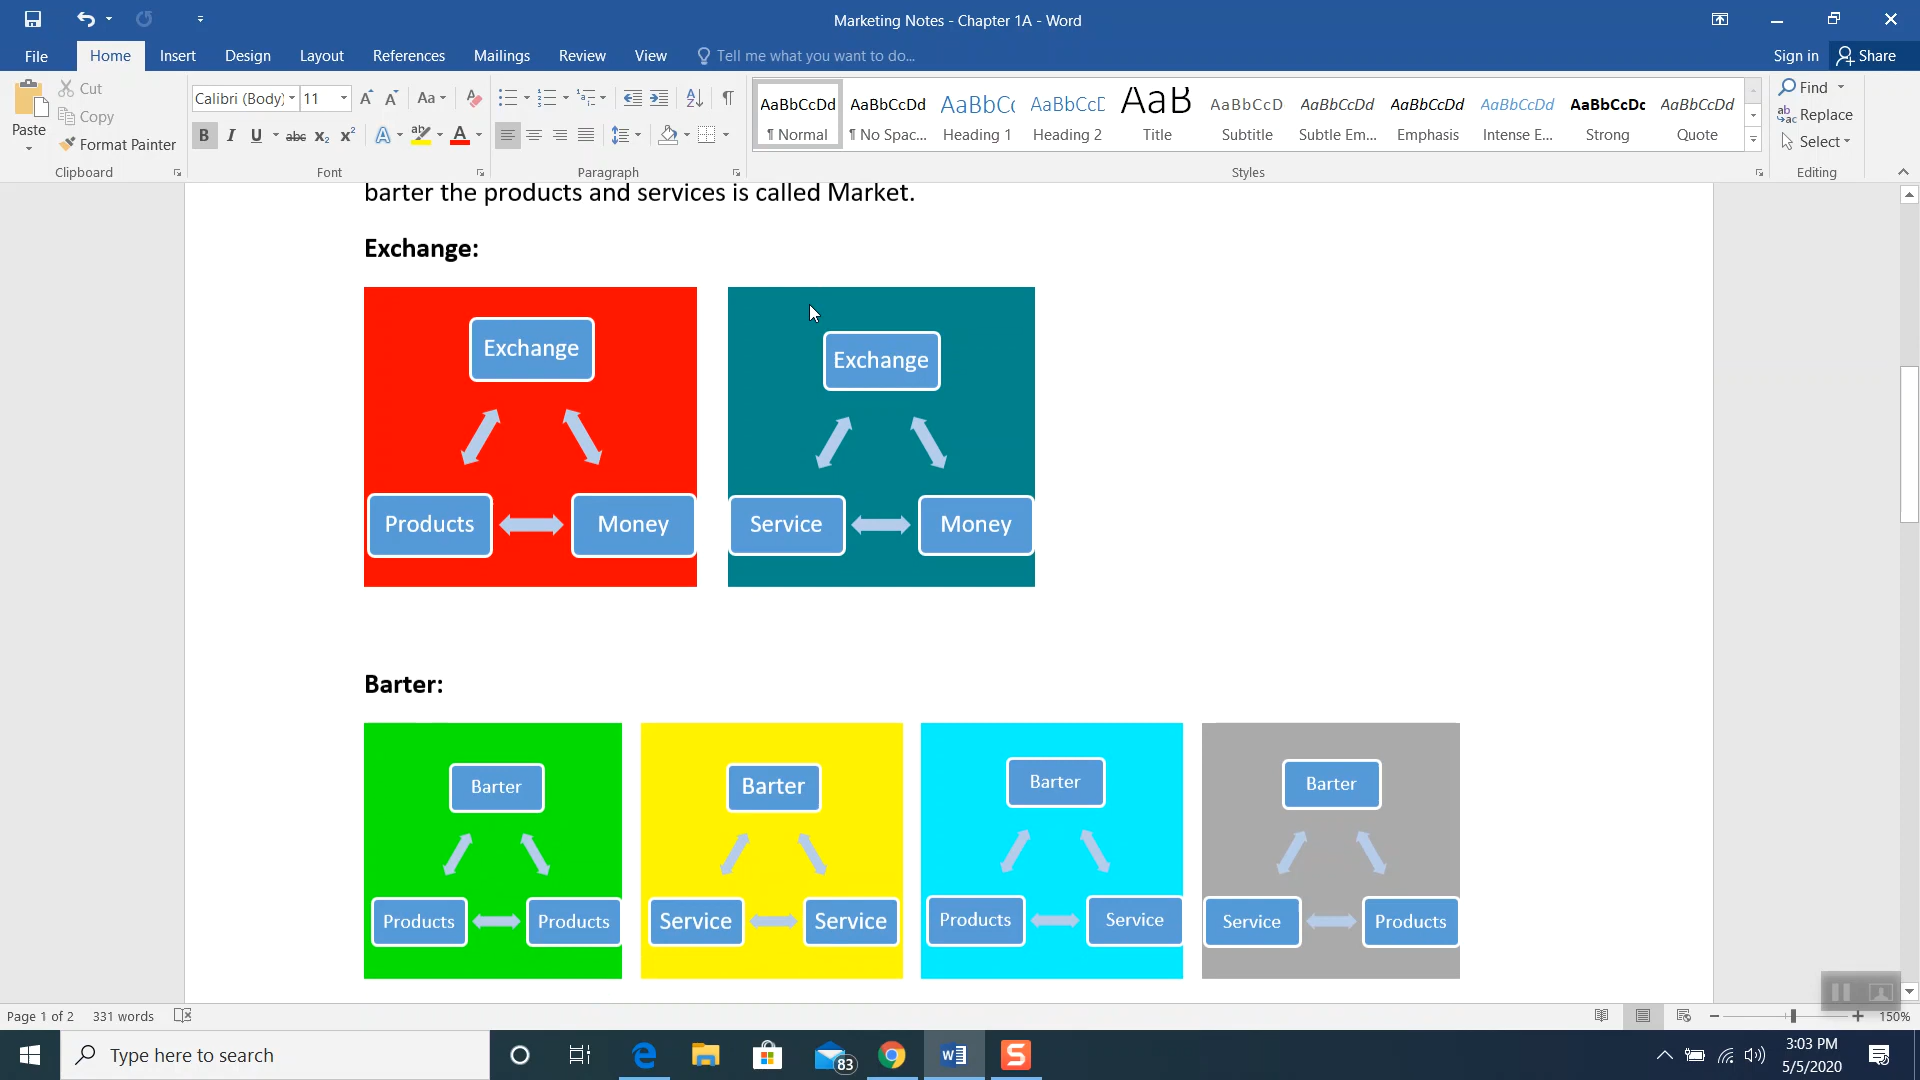 Marketing Notes - Chapter 1A - Word
File Home Insert Design Layout References Mailings Review View Tell me what you want to do... Sign in Share
Paste Cut Copy Format Painter
Calibri (Body) 11
AaBbCcDd AaBbCcDd AaBbCc AaBbCcD AaB AaBbCcD AaBbCcDd AaBbCcDd AaBbCcDd AaBbCcDc AaBbCcDd
¶ Normal ¶ No Spac... Heading 1 Heading 2 Title Subtitle Subtle Em... Emphasis Intense E... Strong Quote
Find Replace Select
Clipboard Font Paragraph Styles Editing
barter the products and services is called Market.
Exchange:
Exchange Exchange
Products Money Service Money
Barter:
Barter Barter Barter Barter
Products Products Service Service Products Service Service Products
Page 1 of 2 331 words 150%
Type here to search 83 3:03 PM
5/5/2020